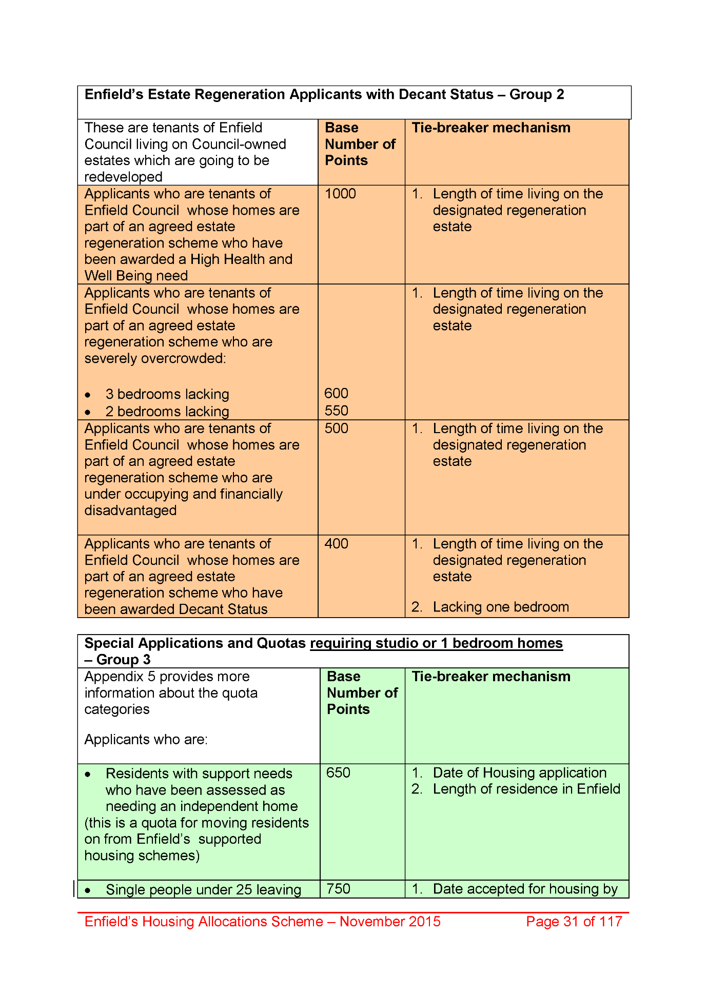 Enfield’s Estate Regeneration Applicants with Decant Status – Group 2
These are tenants of Enfield
Council living on Council-owned
estates which are going to be
redeveloped
Base
Number of
Points
Tie-breaker mechanism
Applicants who are tenants of
Enfield Council  whose homes are
part of an agreed estate
regeneration scheme who have
been awarded a High Health and
Well Being need
1000
1. Length of time living on the
designated regeneration
estate
Applicants who are tenants of
Enfield Council  whose homes are
part of an agreed estate
regeneration scheme who are
severely overcrowded:
• 3 bedrooms lacking
• 2 bedrooms lacking
600
550
1. Length of time living on the
designated regeneration
estate
Applicants who are tenants of
Enfield Council  whose homes are
part of an agreed estate
regeneration scheme who are
under occupying and financially
disadvantaged
500
1. Length of time living on the
designated regeneration
estate
Applicants who are tenants of
Enfield Council  whose homes are
part of an agreed estate
regeneration scheme who have
been awarded Decant Status
400
1. Length of time living on the
designated regeneration
estate
2. Lacking one bedroom
Special Applications and Quotas requiring studio or 1 bedroom homes
– Group 3
Appendix 5 provides more
information about the quota
categories
Applicants who are:
Base
Number of
Points
Tie-breaker mechanism
• Residents with support needs
who have been assessed as
needing an independent home
(this is a quota for moving residents
on from Enfield’s  supported
housing schemes)
650
1. Date of Housing application
2. Length of residence in Enfield
• Single people under 25 leaving
750
1. Date accepted for housing by
Enfield’s Housing Allocations Scheme – November 2015 Page 31 of 117